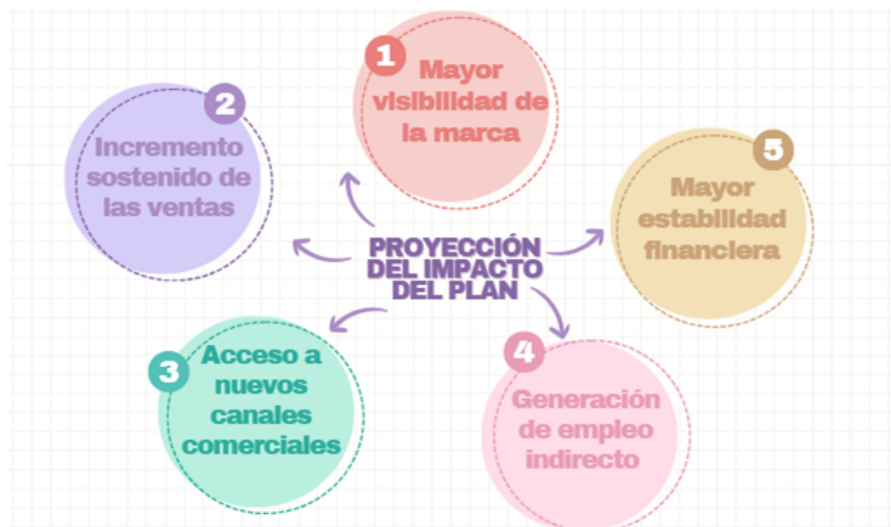 PROYECCIÓN
DEL IMPACTO
DEL PLAN
1
Mayor
visibilidad de
la marca
2
Incremento
sostenido de
las ventas
3
Acceso a
nuevos
canales
comerciales
4
Generación
de empleo
indirecto
5
Mayor
estabilidad
financiera